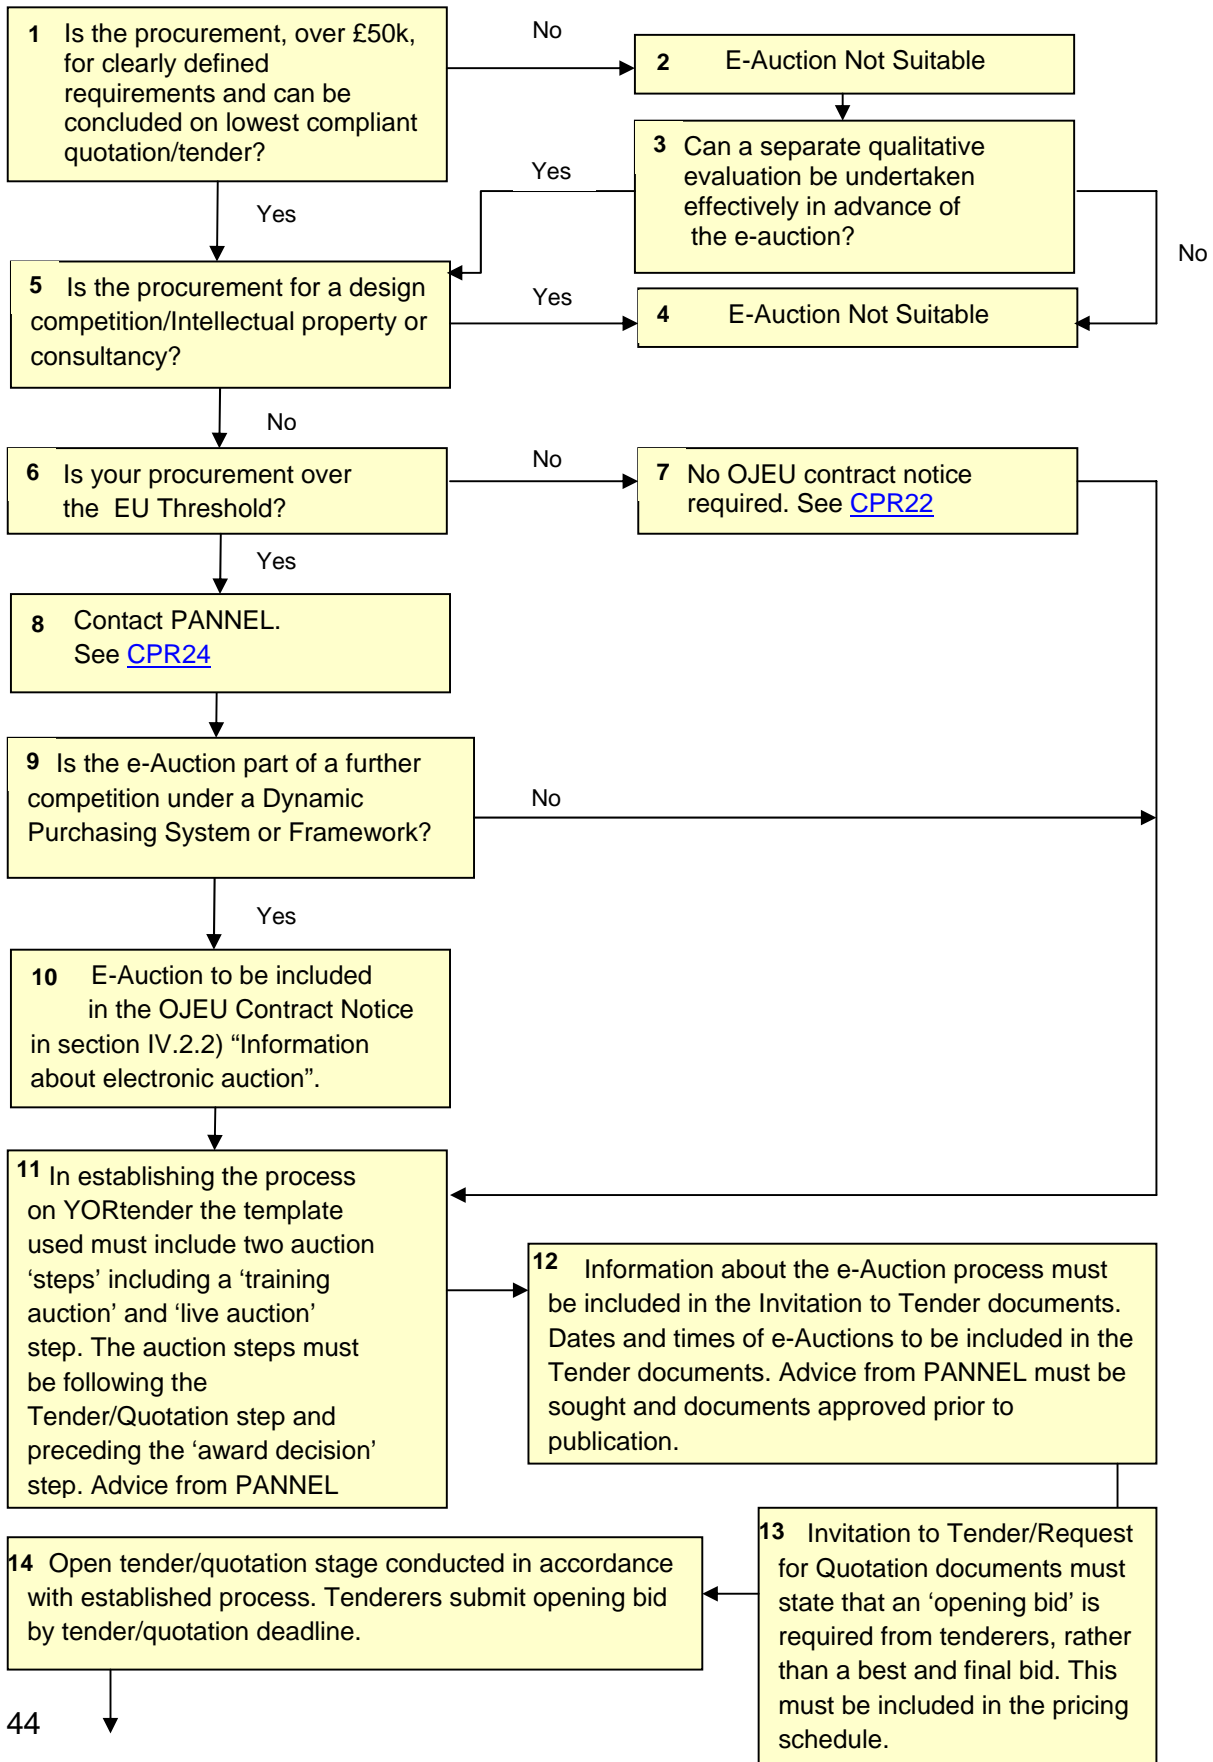 1 Is the procurement, over £50k,
for clearly defined
requirements and can be
concluded on lowest compliant
quotation/tender?
No
2 E-Auction Not Suitable
3 Can a separate qualitative
evaluation be undertaken
effectively in advance of
the e-auction?
Yes
No
Yes
5 Is the procurement for a design
competition/Intellectual property or
consultancy?
Yes
4 E-Auction Not Suitable
No
6 Is your procurement over
the EU Threshold?
No
7 No OJEU contract notice
required. See CPR22
Yes
8 Contact PANNEL.
See CPR24
9 Is the e-Auction part of a further
competition under a Dynamic
Purchasing System or Framework?
No
Yes
10 E-Auction to be included
in the OJEU Contract Notice
in section IV.2.2) “Information
about electronic auction”.
11 In establishing the process
on YORtender the template
used must include two auction
‘steps’ including a ‘training
auction’ and ‘live auction’
step. The auction steps must
be following the
Tender/Quotation step and
preceding the ‘award decision’
step. Advice from PANNEL
12 Information about the e-Auction process must
be included in the Invitation to Tender documents.
Dates and times of e-Auctions to be included in the
Tender documents. Advice from PANNEL must be
sought and documents approved prior to
publication.
13 Invitation to Tender/Request
for Quotation documents must
state that an ‘opening bid’ is
required from tenderers, rather
than a best and final bid. This
must be included in the pricing
schedule.
14 Open tender/quotation stage conducted in accordance
with established process. Tenderers submit opening bid
by tender/quotation deadline.
44